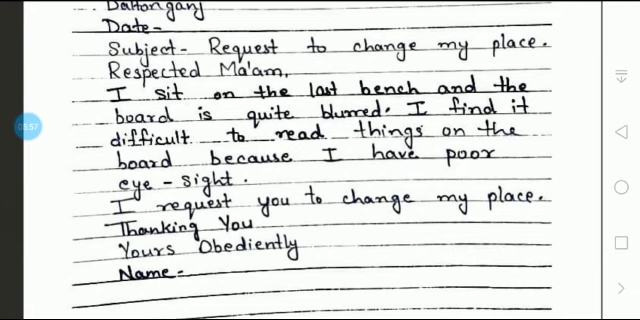 Daltonganj
Date-
Subject- Request to change my place.
Respected Ma'am,
I sit on the last bench and the
board is quite blurred. I find it
difficult to read things on the
board because I have poor
eye-sight.
I request you to change my place.
Thanking You
Yours Obediently
Name-
03:57